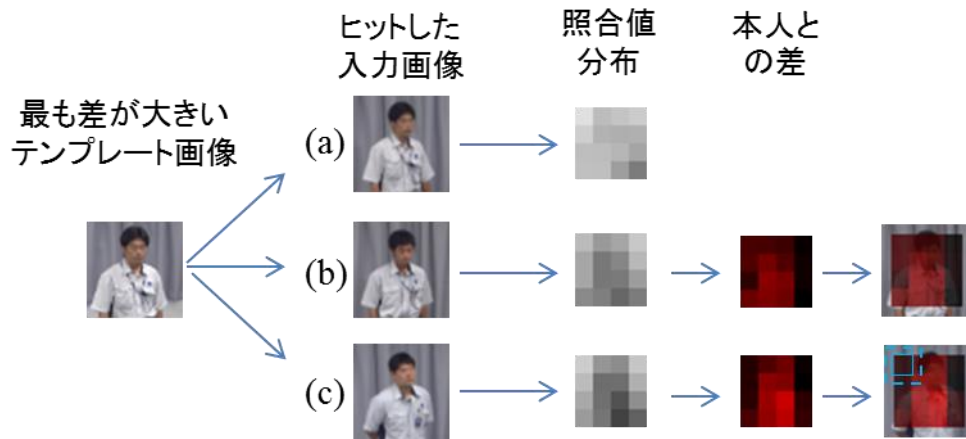 ヒットした
入力画像
照合値
分布
本人と
の差
最も差が大きい
テンプレート画像
(a)
(b)
(c)